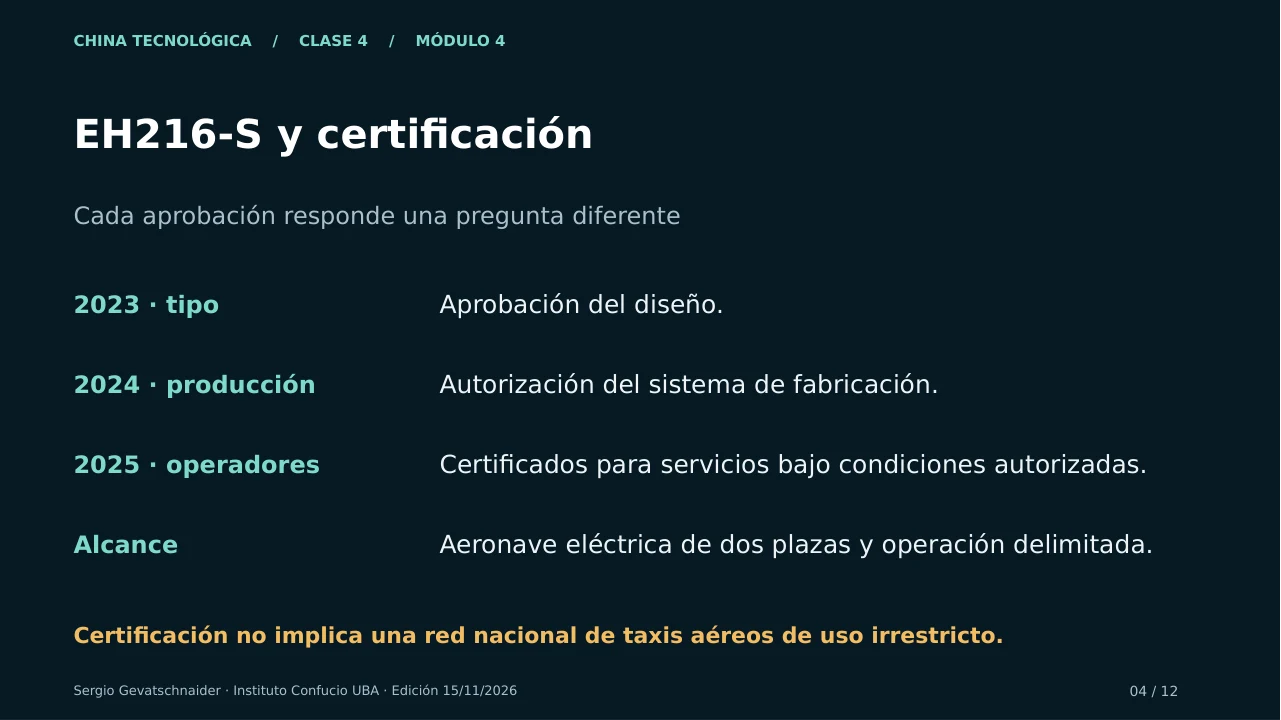 CHINA TECNOLÓGICA / CLASE 4 / MÓDULO 4
EH216-S y certificación
Cada aprobación responde una pregunta diferente
2023 · tipo Aprobación del diseño.
2024 · producción Autorización del sistema de fabricación.
2025 · operadores Certificados para servicios bajo condiciones autorizadas.
Alcance Aeronave eléctrica de dos plazas y operación delimitada.
Certificación no implica una red nacional de taxis aéreos de uso irrestricto.
Sergio Gevatschnaider · Instituto Confucio UBA · Edición 15/11/2026 04 / 12